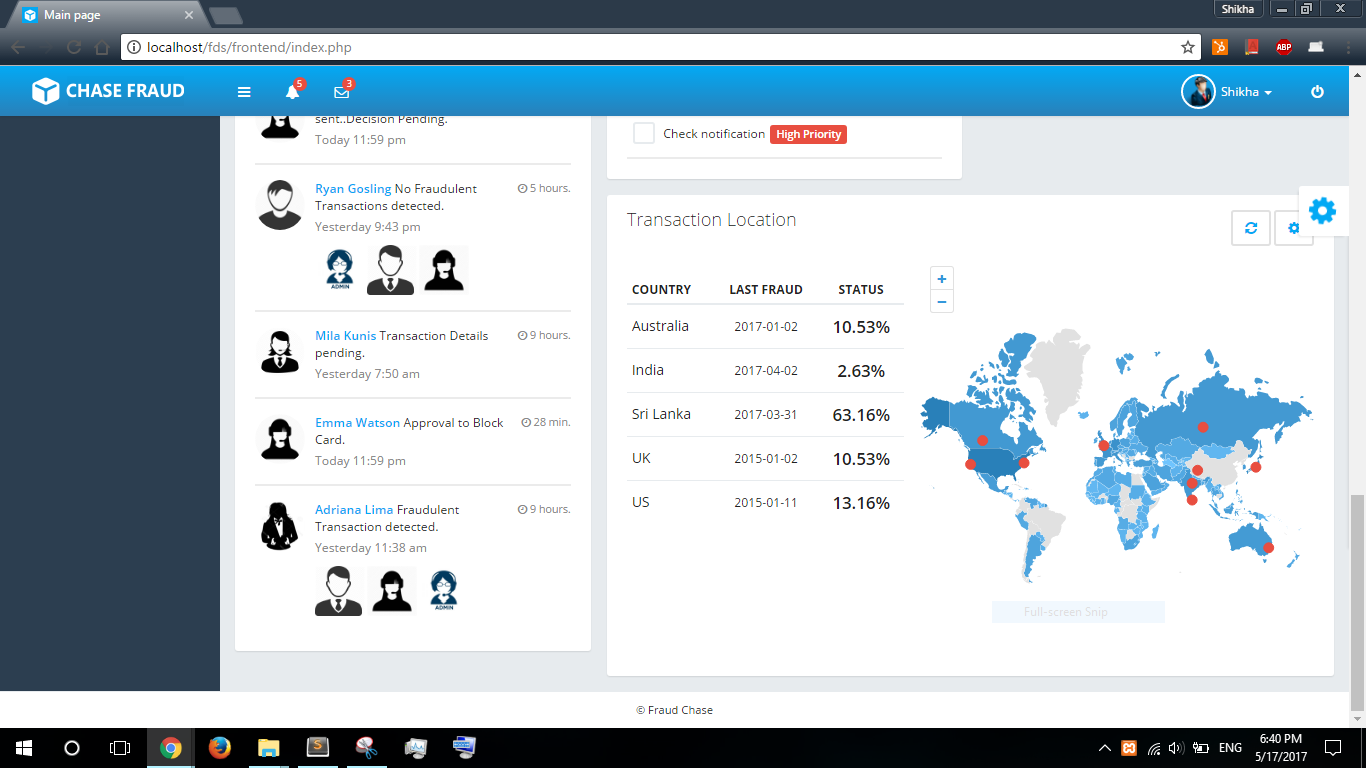 Main page
Shikha
localhost/fds/frontend/index.php
ABP
CHASE FRAUD
5
3
Shikha
sent..Decision Pending.
Today 11:59 pm
Ryan Gosling No Fraudulent
Transactions detected.
5 hours.
Yesterday 9:43 pm
ADMIN
Mila Kunis Transaction Details
pending.
9 hours.
Yesterday 7:50 am
Emma Watson Approval to Block
Card.
28 min.
Today 11:59 pm
Adriana Lima Fraudulent
Transaction detected.
9 hours.
Yesterday 11:38 am
ADMIN
Check notification High Priority
Transaction Location
COUNTRY LAST FRAUD STATUS
Australia 2017-01-02 10.53%
India 2017-04-02 2.63%
Sri Lanka 2017-03-31 63.16%
UK 2015-01-02 10.53%
US 2015-01-11 13.16%
+
−
Full-screen Snip
© Fraud Chase
S
ENG
6:40 PM
5/17/2017